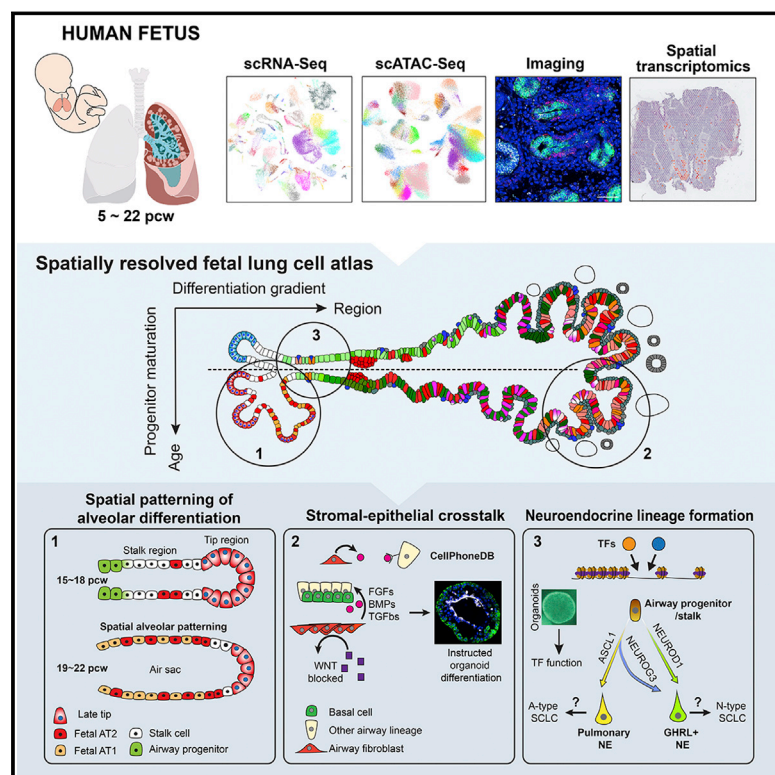 HUMAN FETUS
scRNA-Seq
scATAC-Seq
Imaging
Spatial
transcriptomics
5 ~ 22 pcw
Spatially resolved fetal lung cell atlas
Differentiation gradient
Region
Progenitor maturation
Age
3
1
2
Spatial patterning of
alveolar differentiation
1
Stalk region
Tip region
15~18 pcw
Spatial alveolar patterning
19~22 pcw
Air sac
Late tip
Fetal AT2
Stalk cell
Fetal AT1
Airway progenitor
Stromal-epithelial crosstalk
2
CellPhoneDB
FGFs
BMPs
TGFbs
WNT
blocked
Instructed
organoid
differentiation
Basal cell
Other airway lineage
Airway fibroblast
Neuroendocrine lineage formation
3
TFs
Organoids
Airway progenitor
/stalk
TF function
ASCL1
NEUROG3
NEUROD1
A-type
SCLC
?
?
N-type
SCLC
Pulmonary
NE
GHRL+
NE